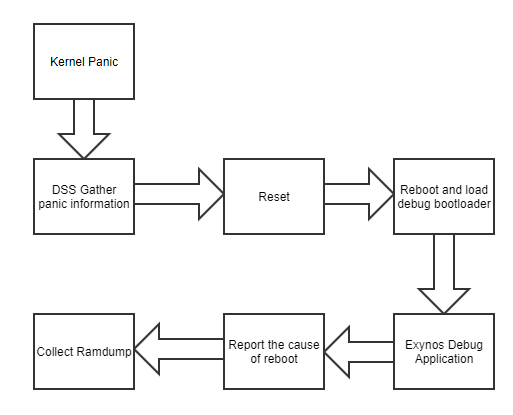 Kernel Panic
DSS Gather
panic information
Reset
Reboot and load
debug bootloader
Exynos Debug
Application
Report the cause
of reboot
Collect Ramdump